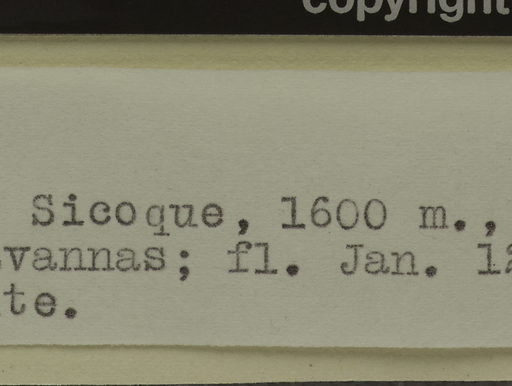 copyright
Sicoque, 1600 m.,
vannas; fl. Jan.
te.